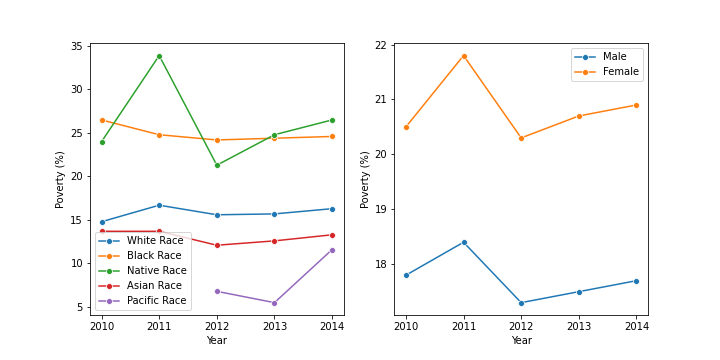 35
30
25
20
15
10
5
Poverty (%)
White Race
Black Race
Native Race
Asian Race
Pacific Race
2010 2011 2012 2013 2014
Year
22
21
20
19
18
Poverty (%)
Male
Female
2010 2011 2012 2013 2014
Year